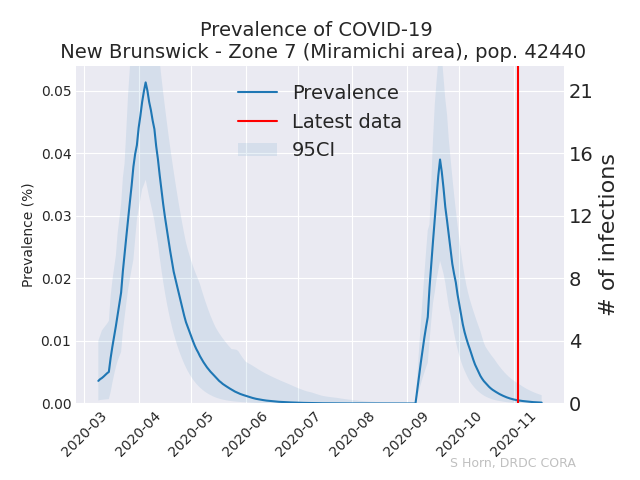 Prevalence of COVID-19
New Brunswick - Zone 7 (Miramichi area), pop. 42440
Prevalence
Latest data
95CI
Prevalence (%)
0.05
0.04
0.03
0.02
0.01
0.00
# of infections
21
16
12
8
4
0
2020-03
2020-04
2020-05
2020-06
2020-07
2020-08
2020-09
2020-10
2020-11
S Horn, DRDC CORA